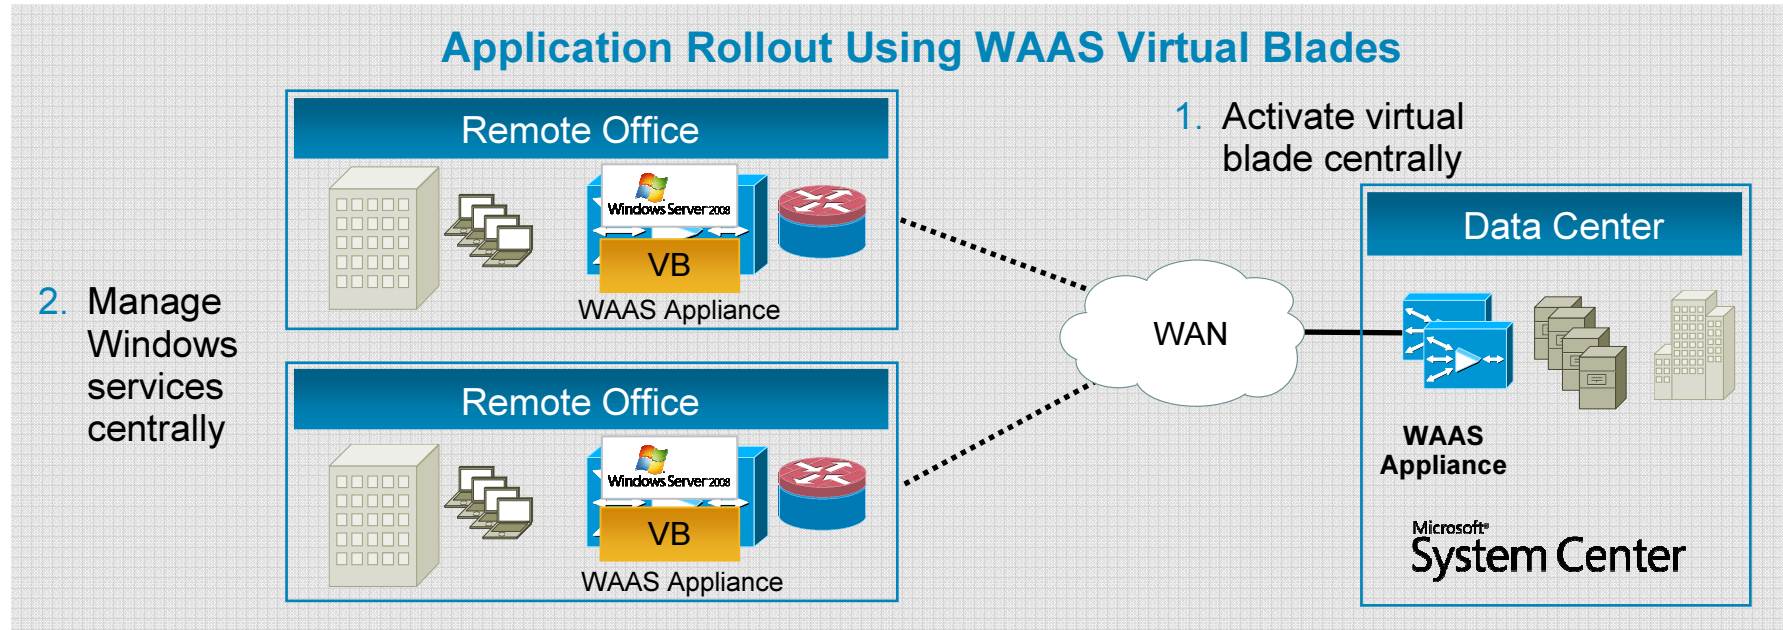 Application Rollout Using WAAS Virtual Blades
Remote Office
Windows Server 2008
VB
WAAS Appliance
1. Activate virtual
blade centrally
2. Manage
Windows
services
centrally
Remote Office
Windows Server 2008
VB
WAAS Appliance
WAN
Data Center
WAAS
Appliance
Microsoft®
System Center